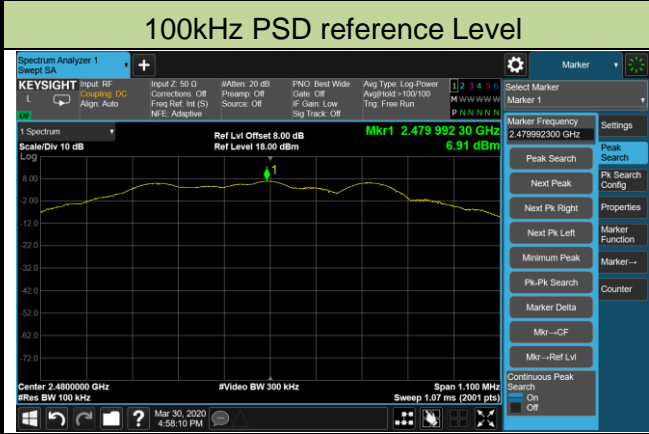 100kHz PSD reference Level
Spectrum Analyzer 1
Swept SA
Marker
KEYSIGHT
L
Input: RF
Coupling: DC
Align: Auto
Input Z: 50 Ω
Corrections: Off
Freq Ref: Int (S)
NFE: Adaptive
#Atten: 20 dB
Preamp: Off
Source: Off
PNO: Best Wide
Gate: Off
IF Gain: Low
Sig Track: Off
Avg Type: Log-Power
Avg|Hold:>100/100
Trig: Free Run
1 2 3 4 5 6
M W W W W W
P N N N N N
Select Marker
Marker 1
1 Spectrum
Scale/Div 10 dB
Log
Ref Lvl Offset 8.00 dB
Ref Level 18.00 dBm
Mkr1 2.479 992 30 GHz
6.91 dBm
1
8.00
-2.00
-12.0
-22.0
-32.0
-42.0
-52.0
-62.0
-72.0
Center 2.4800000 GHz
#Res BW 100 kHz
#Video BW 300 kHz
Span 1.100 MHz
Sweep 1.07 ms (2001 pts)
Marker Frequency
2.479992300 GHz
Peak Search
Next Peak
Next Pk Right
Next Pk Left
Minimum Peak
Pk-Pk Search
Marker Delta
Mkr→CF
Mkr→Ref Lvl
Continuous Peak
Search
On
Off
Settings
Peak
Search
Pk Search
Config
Properties
Marker
Function
Marker→
Counter
?
Mar 30, 2020
4:58:10 PM